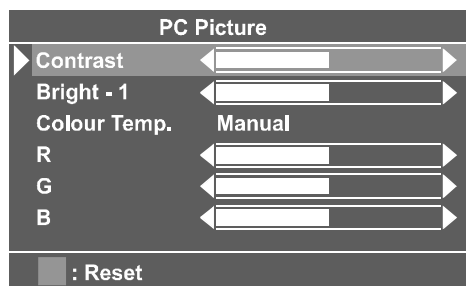 PC Picture
Contrast
Bright - 1
Colour Temp. Manual
R
G
B
: Reset